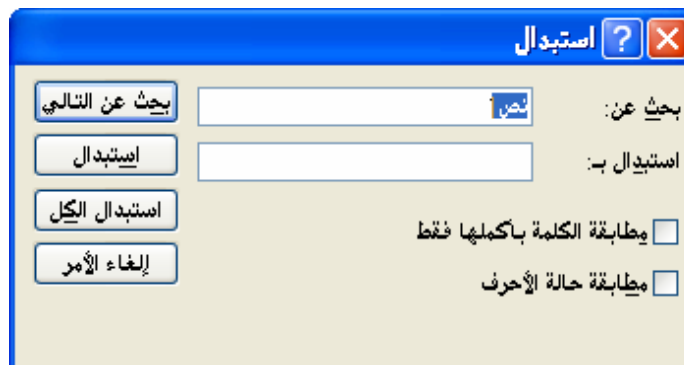 استبدال
بحث عن:
نص
بحث عن التالي
استبدال بـ:
استبدال
استبدال الكل
مطابقة الكلمة بأكملها فقط
إلغاء الأمر
مطابقة حالة الأحرف